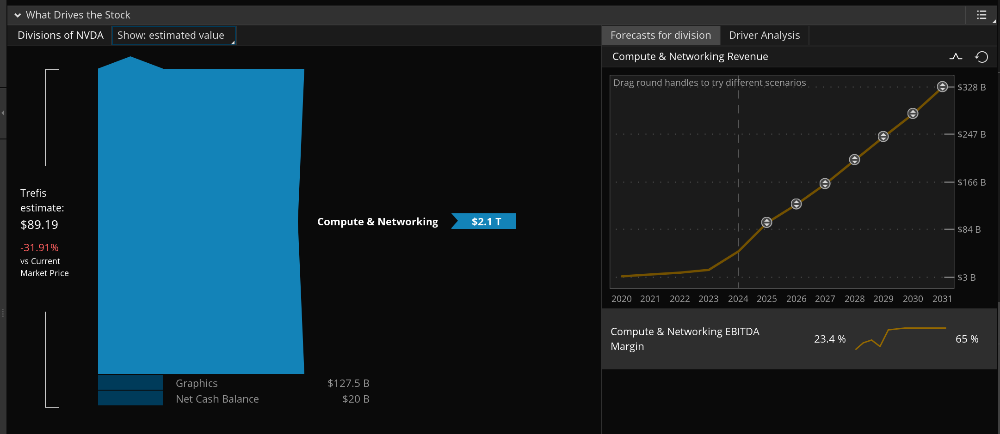 What Drives the Stock
Divisions of NVDA
Show: estimated value
Trefis
estimate:
$89.19
-31.91%
vs Current
Market Price
Compute & Networking
$2.1 T
Graphics
$127.5 B
Net Cash Balance
$20 B
Forecasts for division
Driver Analysis
Compute & Networking Revenue
Drag round handles to try different scenarios
$328 B
$247 B
$166 B
$84 B
$3 B
2020 2021 2022 2023 2024 2025 2026 2027 2028 2029 2030 2031
Compute & Networking EBITDA
Margin
23.4 %
65 %